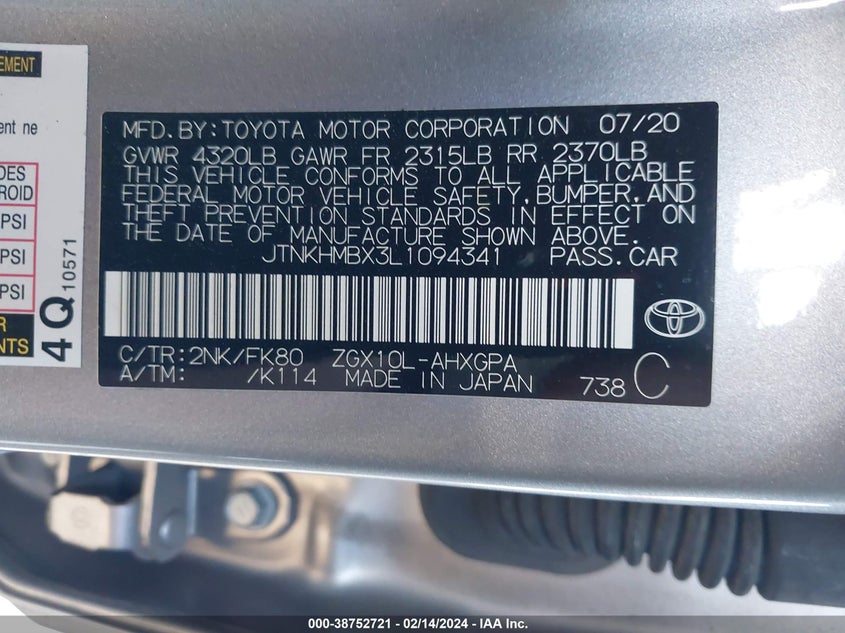 EMENT
ent ne
DES
ROID
PSI
PSI
PSI
R
NTS
4Q 10571
MFD. BY: TOYOTA MOTOR CORPORATION 07/20
GVWR 4320LB GAWR FR 2315LB RR 2370LB
THIS VEHICLE CONFORMS TO ALL APPLICABLE
FEDERAL MOTOR VEHICLE SAFETY, BUMPER, AND
THEFT PREVENTION STANDARDS IN EFFECT ON
THE DATE OF MANUFACTURE SHOWN ABOVE.
JTNKHMBX3L1094341 PASS.CAR
C/TR: 2NK/FK80 ZGX10L-AHXGPA
A/TM: /K114 MADE IN JAPAN 738 C
000-38752721 - 02/14/2024 - IAA Inc.